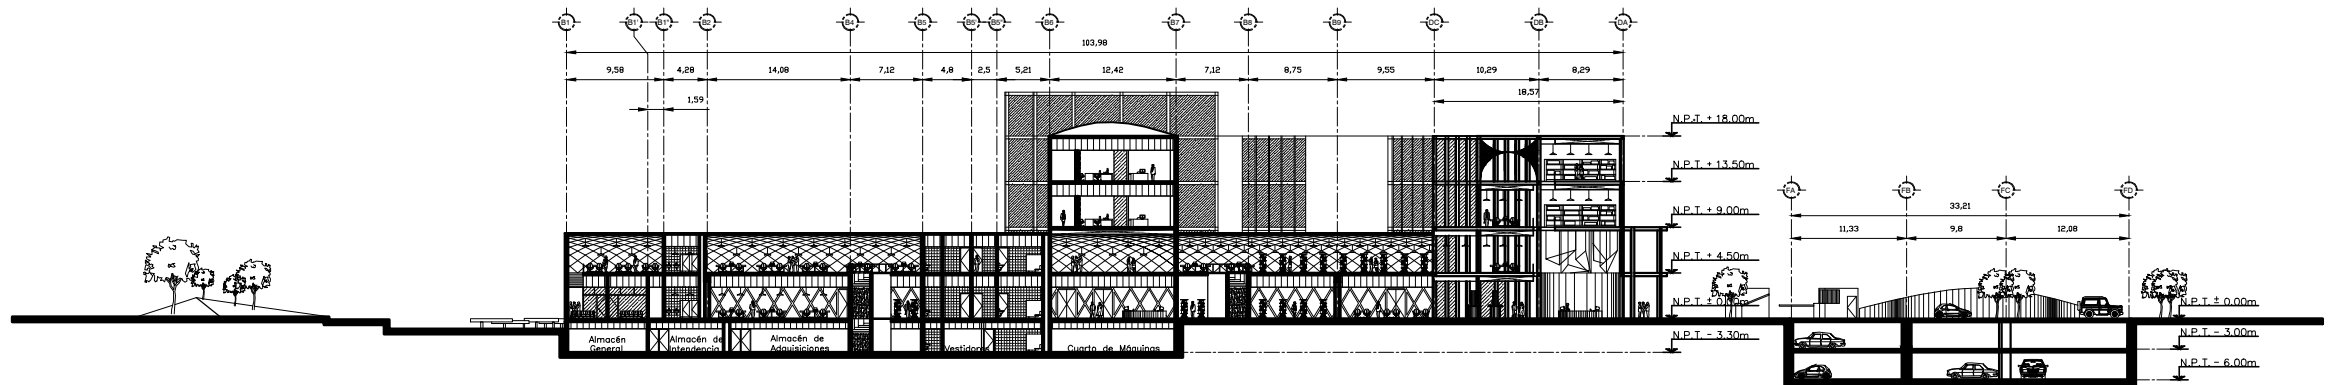 B1 B1' B1" B2 B4 B5 B5' B5" B6 B7 B8 B9 DC DB DA
103,98
9,58 4,28 14,08 7,12 4,8 2,5 5,21 12,42 7,12 8,75 9,55 10,29 8,29
1,59
18,57
N.P.T. + 18.00m
N.P.T. + 13.50m
FA FB FC FD
N.P.T. + 9.00m
33,21
11,33 9,8 12,08
N.P.T. + 4.50m
N.P.T. ± 0.00m
N.P.T. ± 0.00m
N.P.T. - 3.30m
N.P.T. - 3.00m
Almacén
General
Almacén de
Intendencia
Almacén de
Adquisiciones
Vestidores
Cuarto de Máquinas
N.P.T. - 6.00m